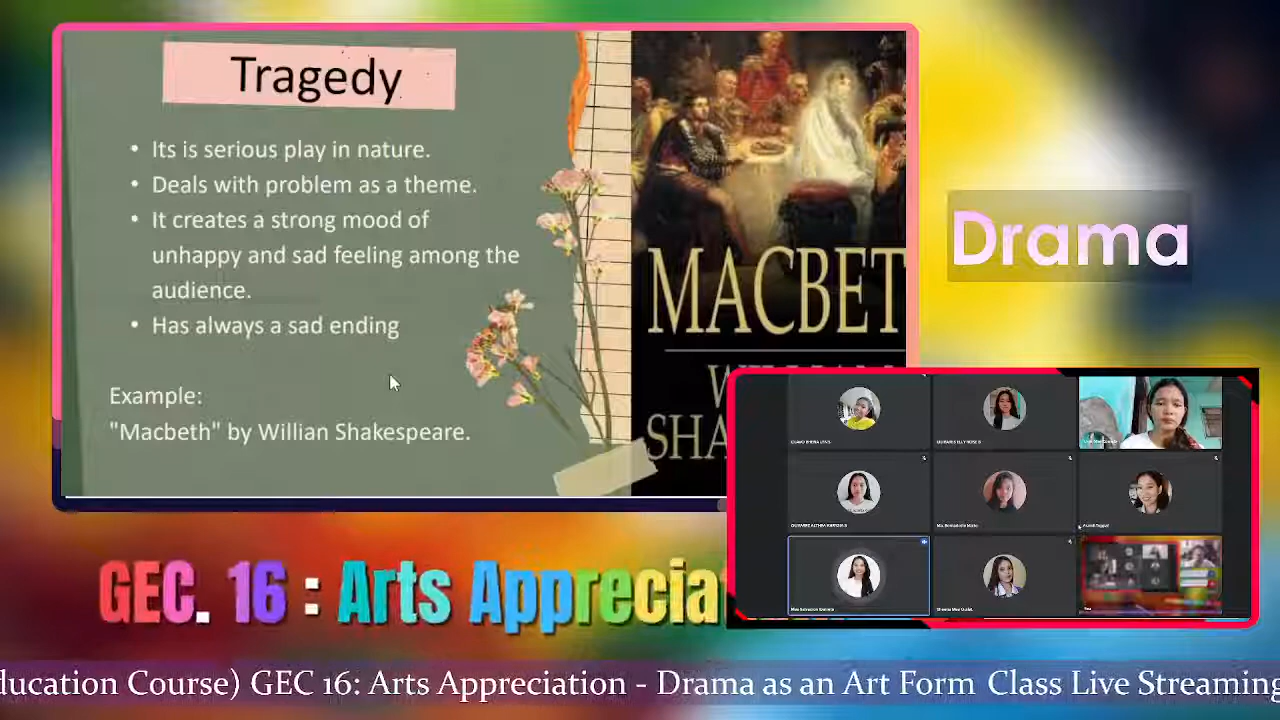 Tragedy
• Its is serious play in nature.
• Deals with problem as a theme.
• It creates a strong mood of
unhappy and sad feeling among the
audience.
• Has always a sad ending
Example:
"Macbeth" by Willian Shakespeare.
MACBET
SHA
Drama
GEC. 16 : Arts Apprecia
ducation Course) GEC 16: Arts Appreciation - Drama as an Art Form Class Live Streaming